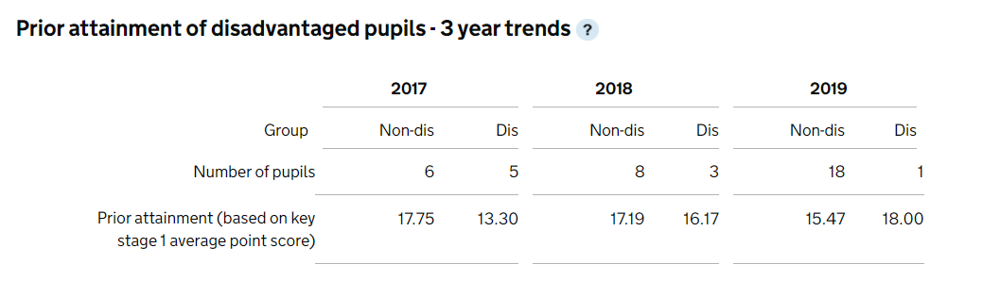 Prior attainment of disadvantaged pupils - 3 year trends ?
2017 2018 2019
Group Non-dis Dis Non-dis Dis Non-dis Dis
Number of pupils 6 5 8 3 18 1
Prior attainment (based on key 17.75 13.30 17.19 16.17 15.47 18.00
stage 1 average point score)